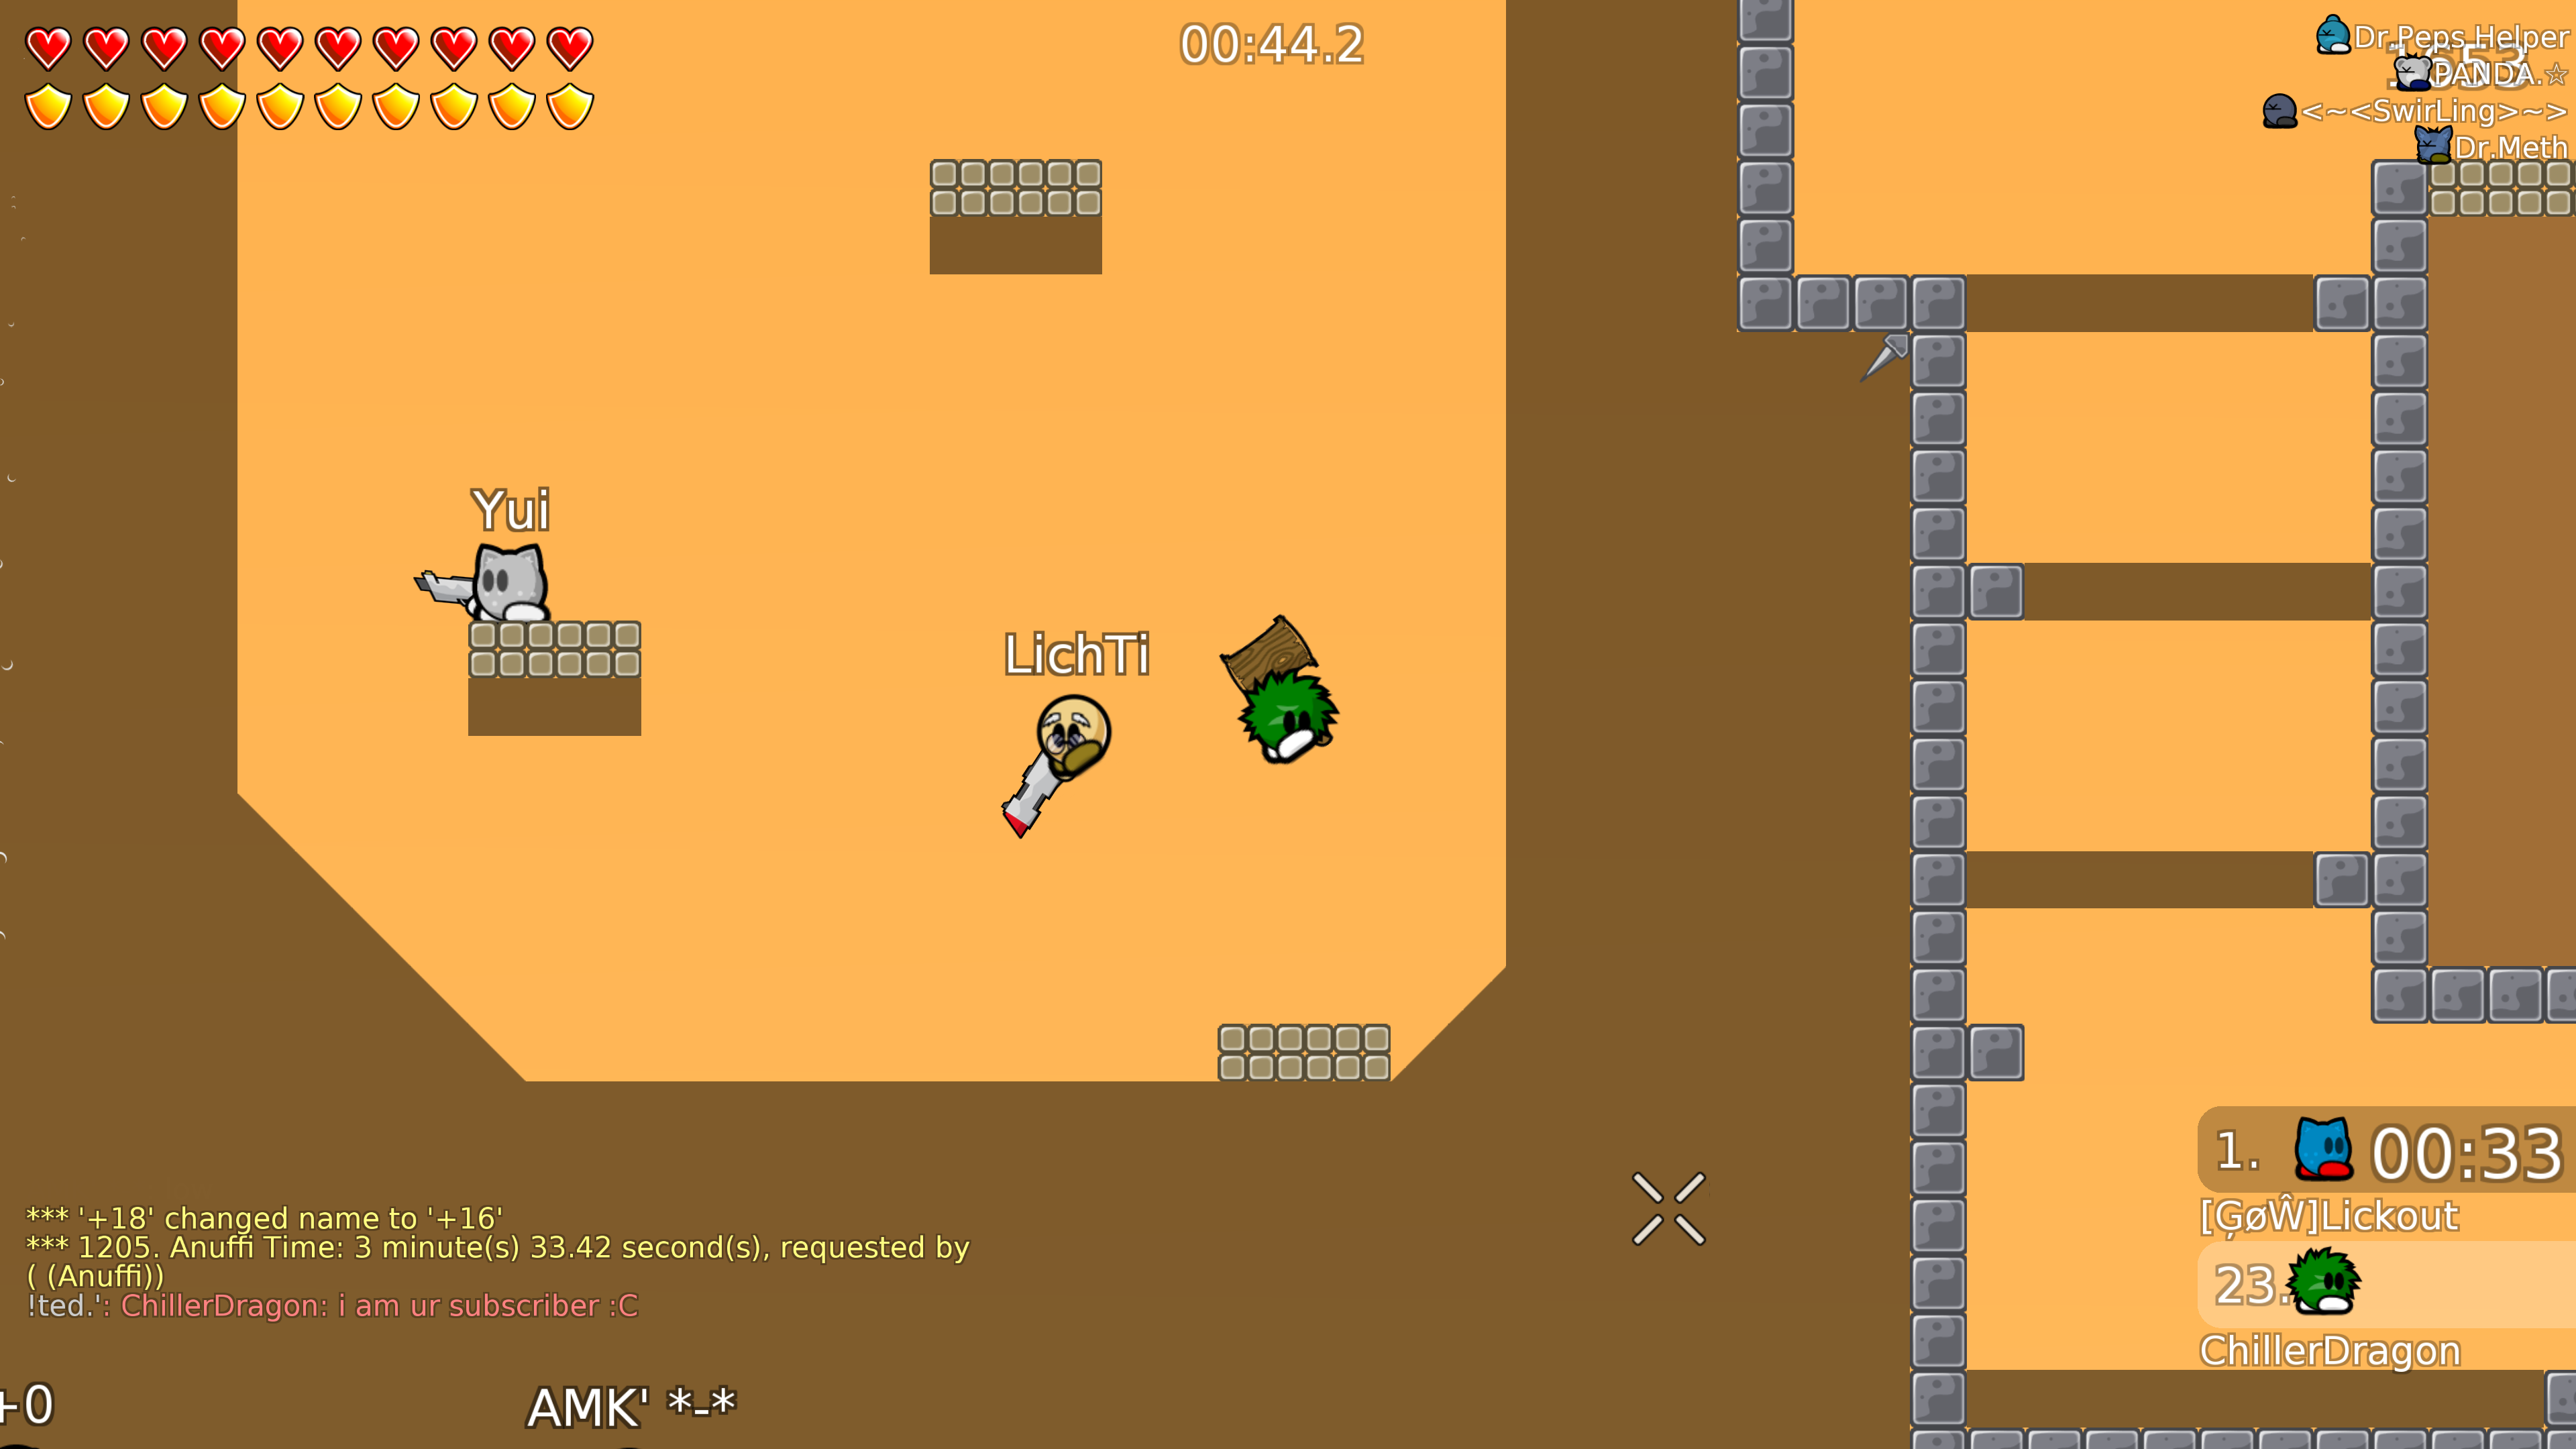 00:44.2
Dr.Peps Helper
PANDA.☆
<~<SwirLing>~>
Dr.Meth
Yui
LichTi
1. 00:33
[ĢøŴ]Lickout
23.
ChillerDragon
*** '+18' changed name to '+16'
*** 1205. Anuffi Time: 3 minute(s) 33.42 second(s), requested by
( (Anuffi))
!ted.': ChillerDragon: i am ur subscriber :C
+0
AMK' *-*